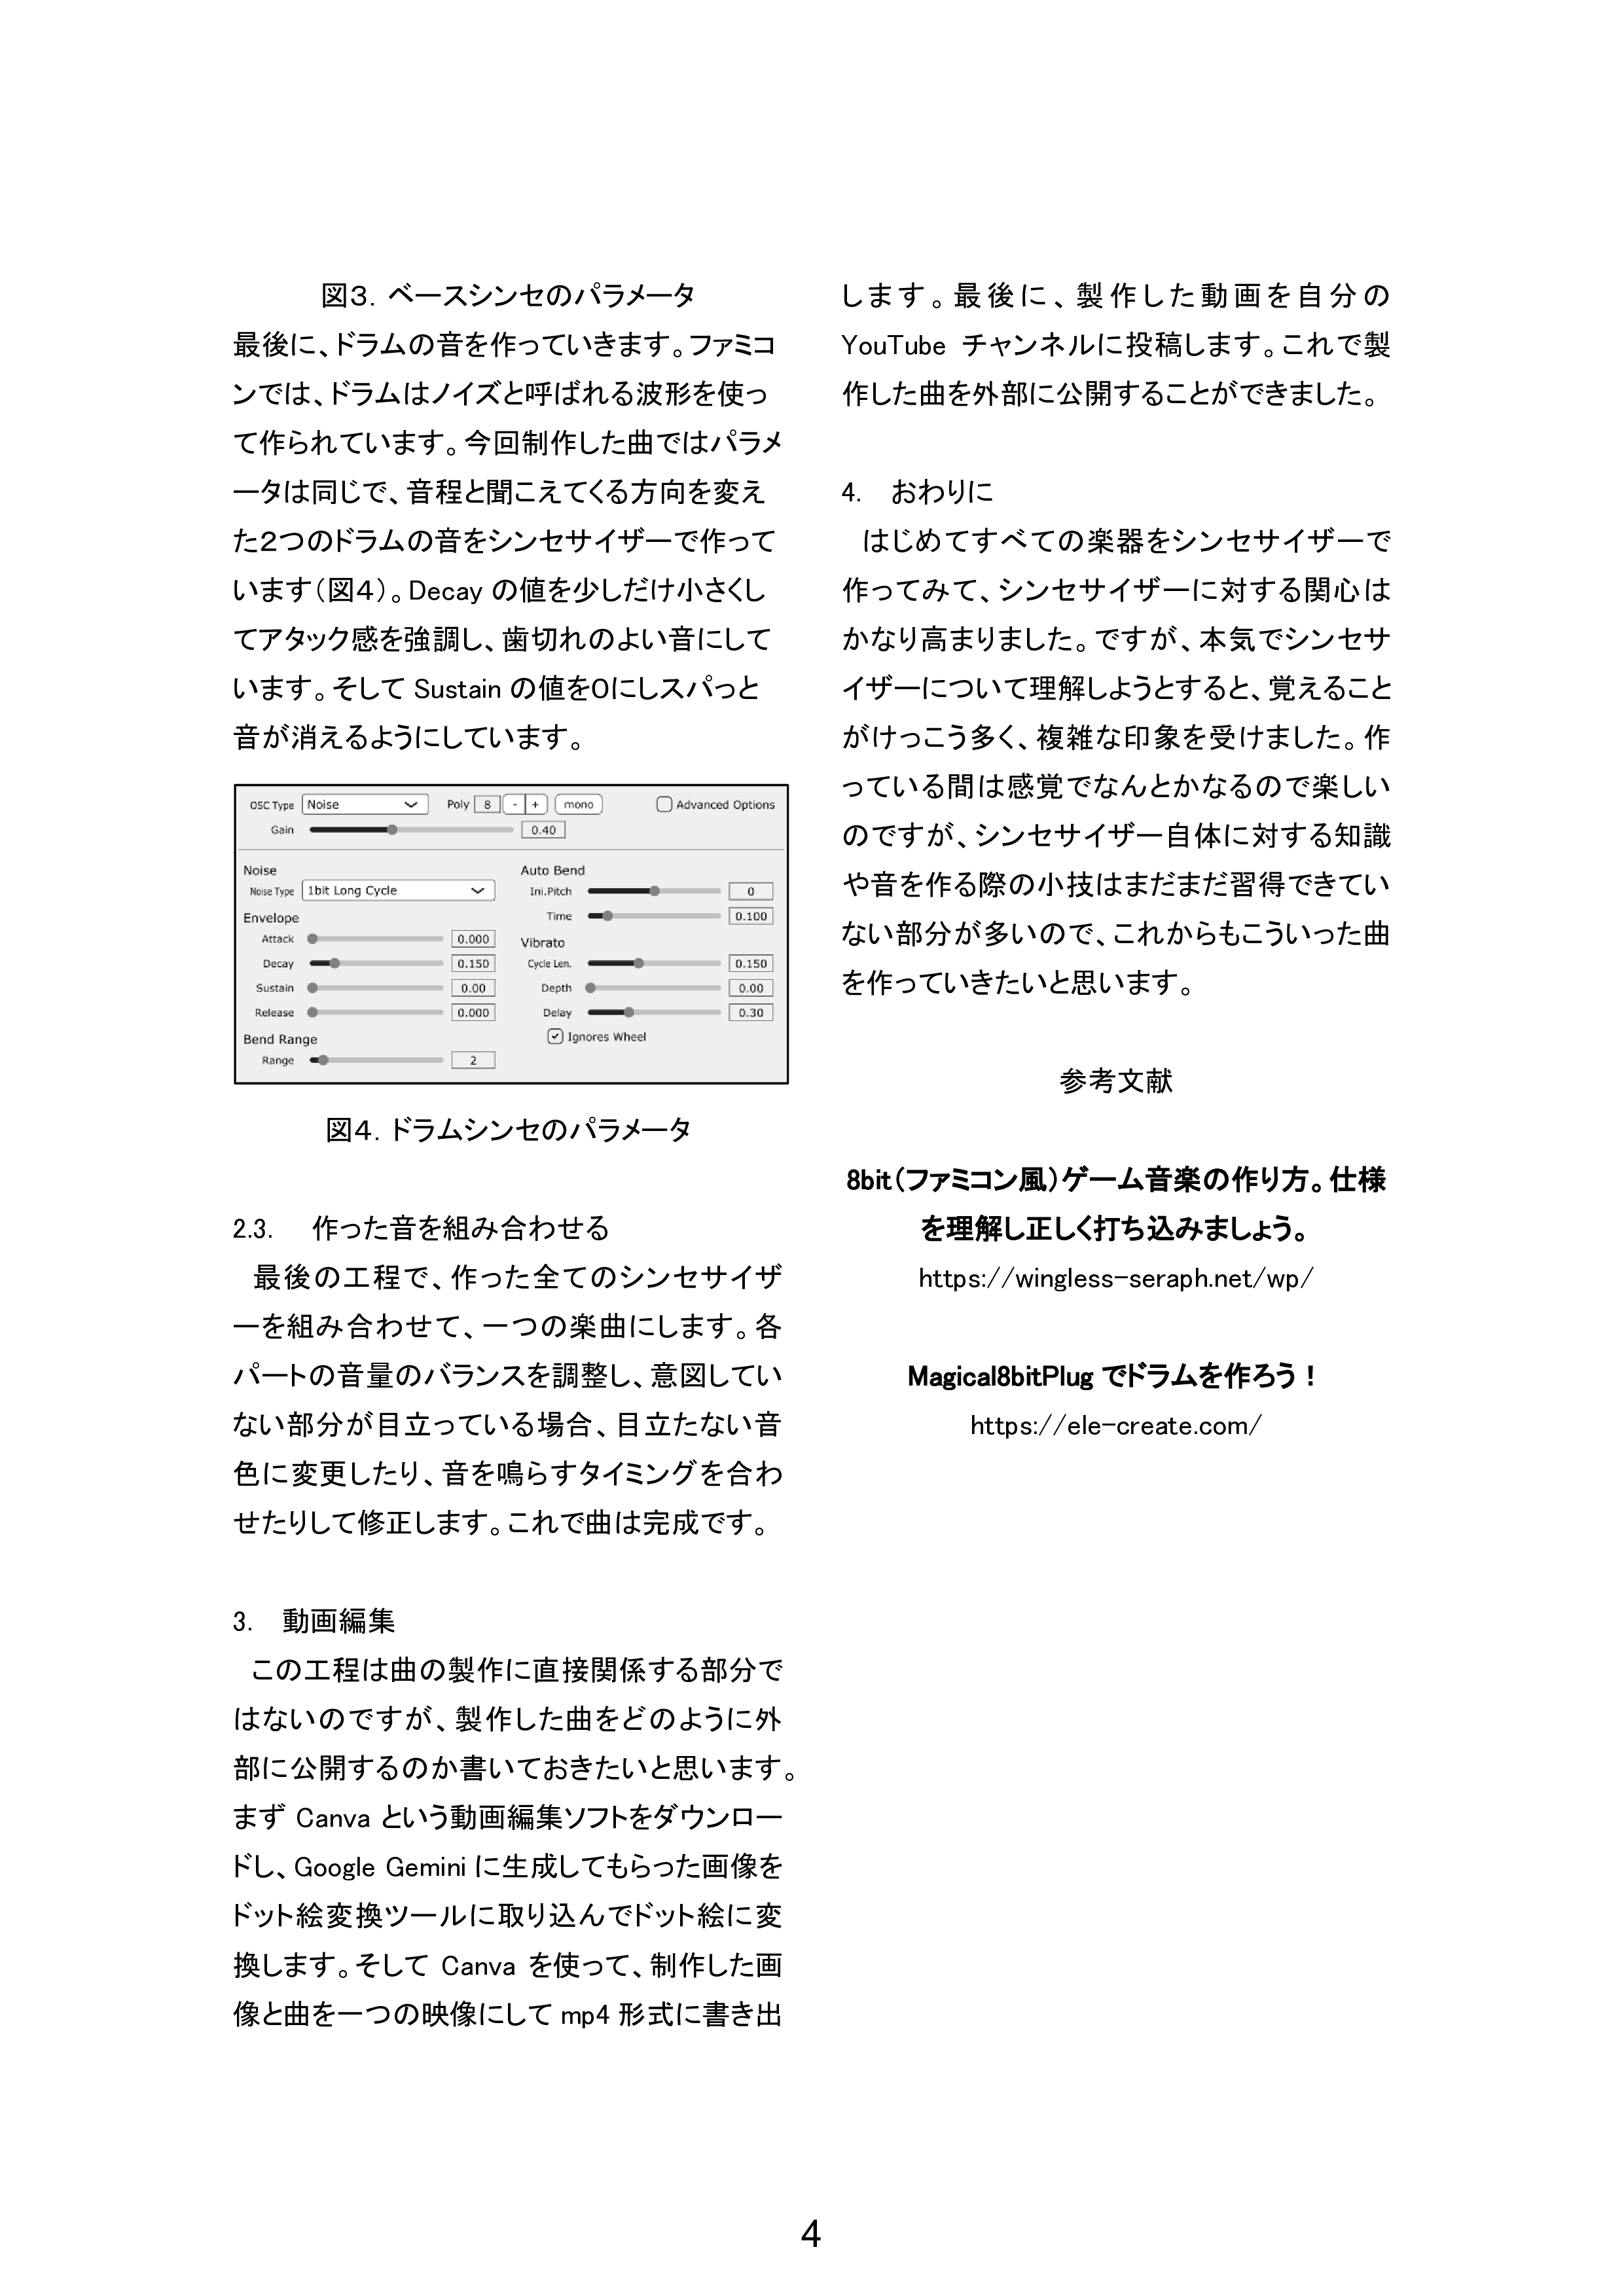 図3. ベースシンセのパラメータ
最後に、ドラムの音を作っていきます。ファミコ
ンでは、ドラムはノイズと呼ばれる波形を使っ
て作られています。今回制作した曲ではパラメ
ータは同じで、音程と聞こえてくる方向を変え
た2つのドラムの音をシンセサイザーで作って
います(図4)。Decay の値を少しだけ小さくし
てアタック感を強調し、歯切れのよい音にして
います。そして Sustain の値を0にしスパっと
音が消えるようにしています。
OSC Type Noise Poly 8 - + mono Advanced Options
Gain 0.40
Noise
Noise Type 1bit Long Cycle
Envelope
Attack 0.000
Decay 0.150
Sustain 0.00
Release 0.000
Bend Range
Range 2
Auto Bend
Ini.Pitch 0
Time 0.100
Vibrato
Cycle Len. 0.150
Depth 0.00
Delay 0.30
Ignores Wheel
図4. ドラムシンセのパラメータ
2.3. 作った音を組み合わせる
最後の工程で、作った全てのシンセサイザ
ーを組み合わせて、一つの楽曲にします。各
パートの音量のバランスを調整し、意図してい
ない部分が目立っている場合、目立たない音
色に変更したり、音を鳴らすタイミングを合わ
せたりして修正します。これで曲は完成です。
3. 動画編集
この工程は曲の製作に直接関係する部分で
はないのですが、製作した曲をどのように外
部に公開するのか書いておきたいと思います。
まず Canva という動画編集ソフトをダウンロー
ドし、Google Gemini に生成してもらった画像を
ドット絵変換ツールに取り込んでドット絵に変
換します。そして Canva を使って、制作した画
像と曲を一つの映像にして mp4 形式に書き出
します。最後に、製作した動画を自分の
YouTube チャンネルに投稿します。これで製
作した曲を外部に公開することができました。
4. おわりに
はじめてすべての楽器をシンセサイザーで
作ってみて、シンセサイザーに対する関心は
かなり高まりました。ですが、本気でシンセサ
イザーについて理解しようとすると、覚えること
がけっこう多く、複雑な印象を受けました。作
っている間は感覚でなんとかなるので楽しい
のですが、シンセサイザー自体に対する知識
や音を作る際の小技はまだまだ習得できてい
ない部分が多いので、これからもこういった曲
を作っていきたいと思います。
参考文献
8bit(ファミコン風)ゲーム音楽の作り方。仕様
を理解し正しく打ち込みましょう。
https://wingless-seraph.net/wp/
Magical8bitPlug でドラムを作ろう！
https://ele-create.com/
4